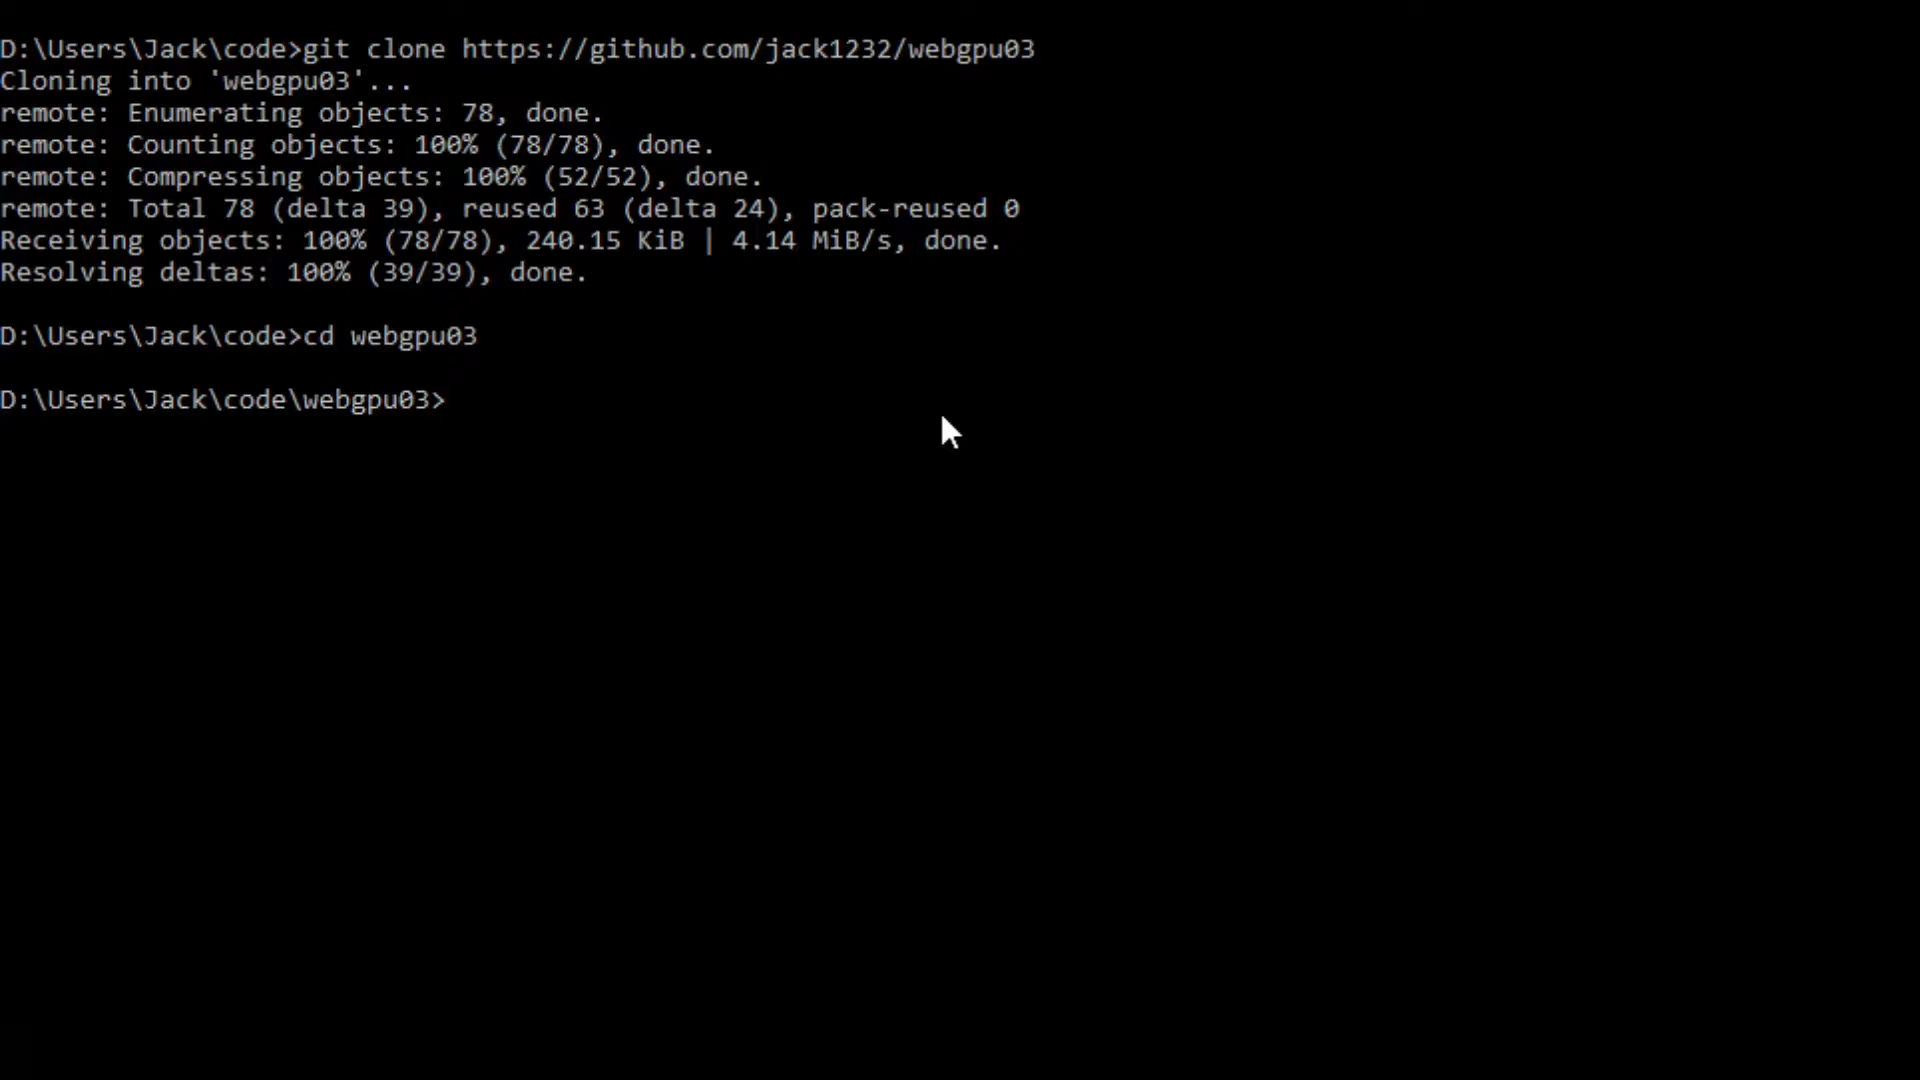 D:\Users\Jack\code>git clone https://github.com/jack1232/webgpu03
Cloning into 'webgpu03'...
remote: Enumerating objects: 78, done.
remote: Counting objects: 100% (78/78), done.
remote: Compressing objects: 100% (52/52), done.
remote: Total 78 (delta 39), reused 63 (delta 24), pack-reused 0
Receiving objects: 100% (78/78), 240.15 KiB | 4.14 MiB/s, done.
Resolving deltas: 100% (39/39), done.
D:\Users\Jack\code>cd webgpu03
D:\Users\Jack\code\webgpu03>